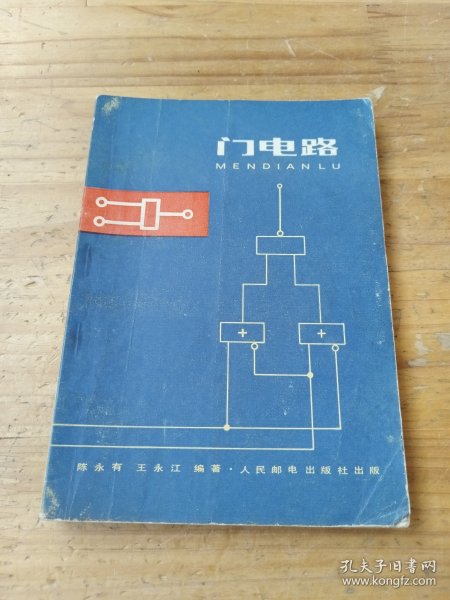 门电路
MENDIANLU
+ +
陈永有 王永江 编著·人民邮电出版社出版
孔夫子旧书网
www.kongfz.com